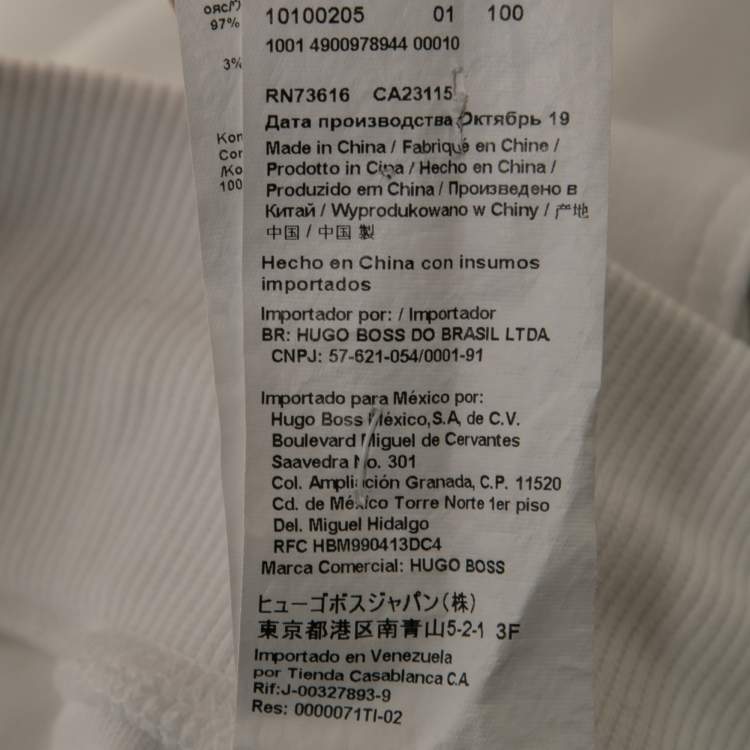 97%
3%
100
10100205 01 100
1001 4900978944 00010
RN73616 CA23115
Дата производства Октябрь 19
Made in China / Fabriqué en Chine /
Prodotto in Cina / Hecho en China /
Produzido em China / Произведено в
Китай / Wyprodukowano w Chiny / 产地
中国 / 中国 製
Hecho en China con insumos
importados
Importador por: / Importador
BR: HUGO BOSS DO BRASIL LTDA
CNPJ: 57-621-054/0001-91
Importado para México por:
Hugo Boss México,S.A, de C.V.
Boulevard Miguel de Cervantes
Saavedra No. 301
Col. Ampliación Granada, C.P. 11520
Cd. de México Torre Norte 1er piso
Del. Miguel Hidalgo
RFC HBM990413DC4
Marca Comercial: HUGO BOSS
ヒューゴボスジャパン(株)
東京都港区南青山5-2-1 3F
Importado en Venezuela
por Tienda Casablanca C.A.
Rif:J-00327893-9
Res: 0000071TI-02